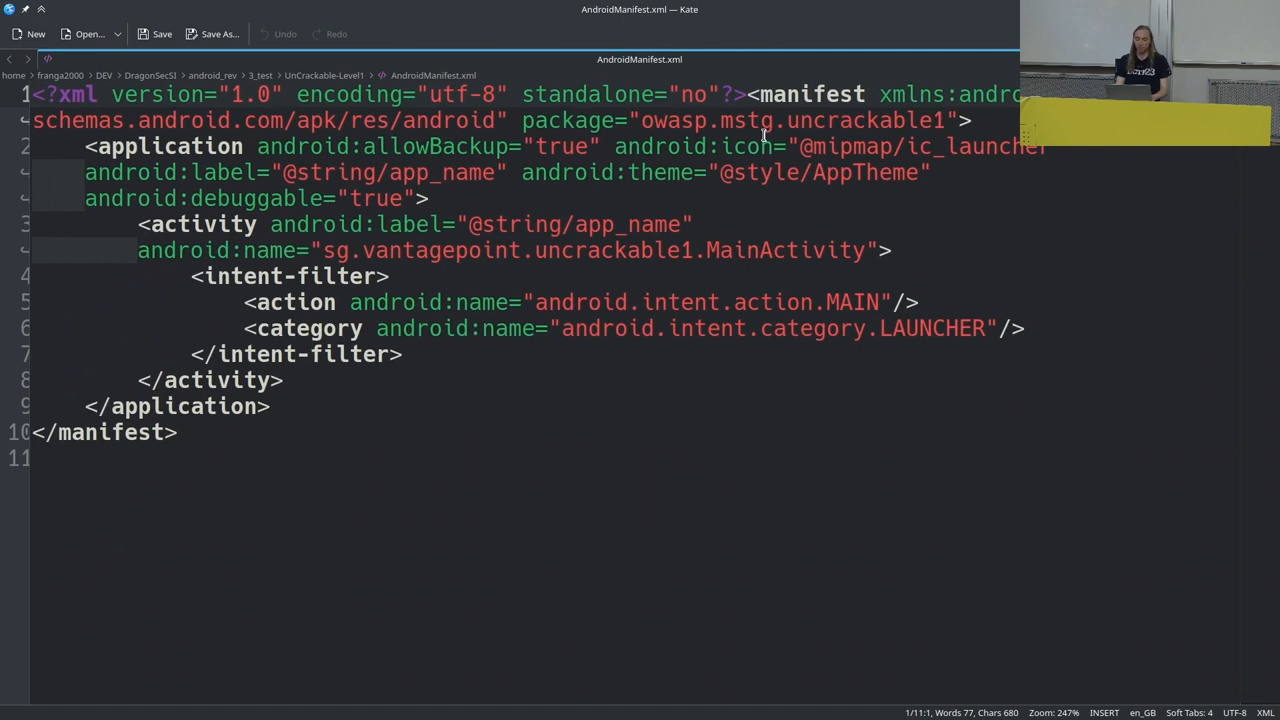 AndroidManifest.xml — Kate
New Open... Save Save As... Undo Redo
AndroidManifest.xml
home franga2000 DEV DragonSecSI android_rev 3_test UnCrackable-Level1 AndroidManifest.xml
1 <?xml version="1.0" encoding="utf-8" standalone="no"?><manifest xmlns:andro
schemas.android.com/apk/res/android" package="owasp.mstg.uncrackable1">
2 <application android:allowBackup="true" android:icon="@mipmap/ic_launcher
android:label="@string/app_name" android:theme="@style/AppTheme"
android:debuggable="true">
3 <activity android:label="@string/app_name"
android:name="sg.vantagepoint.uncrackable1.MainActivity">
4 <intent-filter>
5 <action android:name="android.intent.action.MAIN"/>
6 <category android:name="android.intent.category.LAUNCHER"/>
7 </intent-filter>
8 </activity>
9 </application>
10 </manifest>
11
1/11:1, Words 77, Chars 680 Zoom: 247% INSERT en_GB Soft Tabs: 4 UTF-8 XML